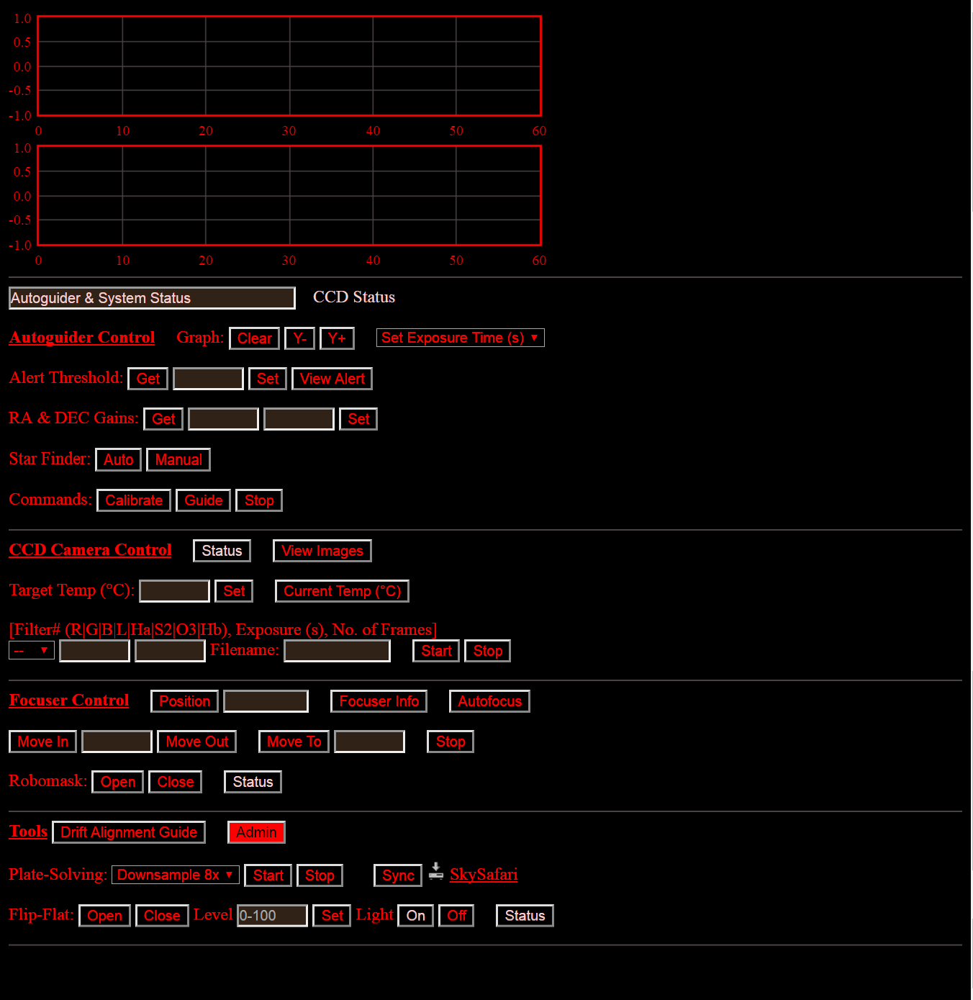 1.0
0.5
0.0
-0.5
-1.0
0 10 20 30 40 50 60
1.0
0.5
0.0
-0.5
-1.0
0 10 20 30 40 50 60
Autoguider & System Status CCD Status
Autoguider Control Graph: Clear Y- Y+ Set Exposure Time (s)
Alert Threshold: Get Set View Alert
RA & DEC Gains: Get Set
Star Finder: Auto Manual
Commands: Calibrate Guide Stop
CCD Camera Control Status View Images
Target Temp (°C): Set Current Temp (°C)
[Filter# (R|G|B|L|Ha|S2|O3|Hb), Exposure (s), No. of Frames]
-- Filename: Start Stop
Focuser Control Position Focuser Info Autofocus
Move In Move Out Move To Stop
Robomask: Open Close Status
Tools Drift Alignment Guide Admin
Plate-Solving: Downsample 8x Start Stop Sync SkySafari
Flip-Flat: Open Close Level 0-100 Set Light On Off Status